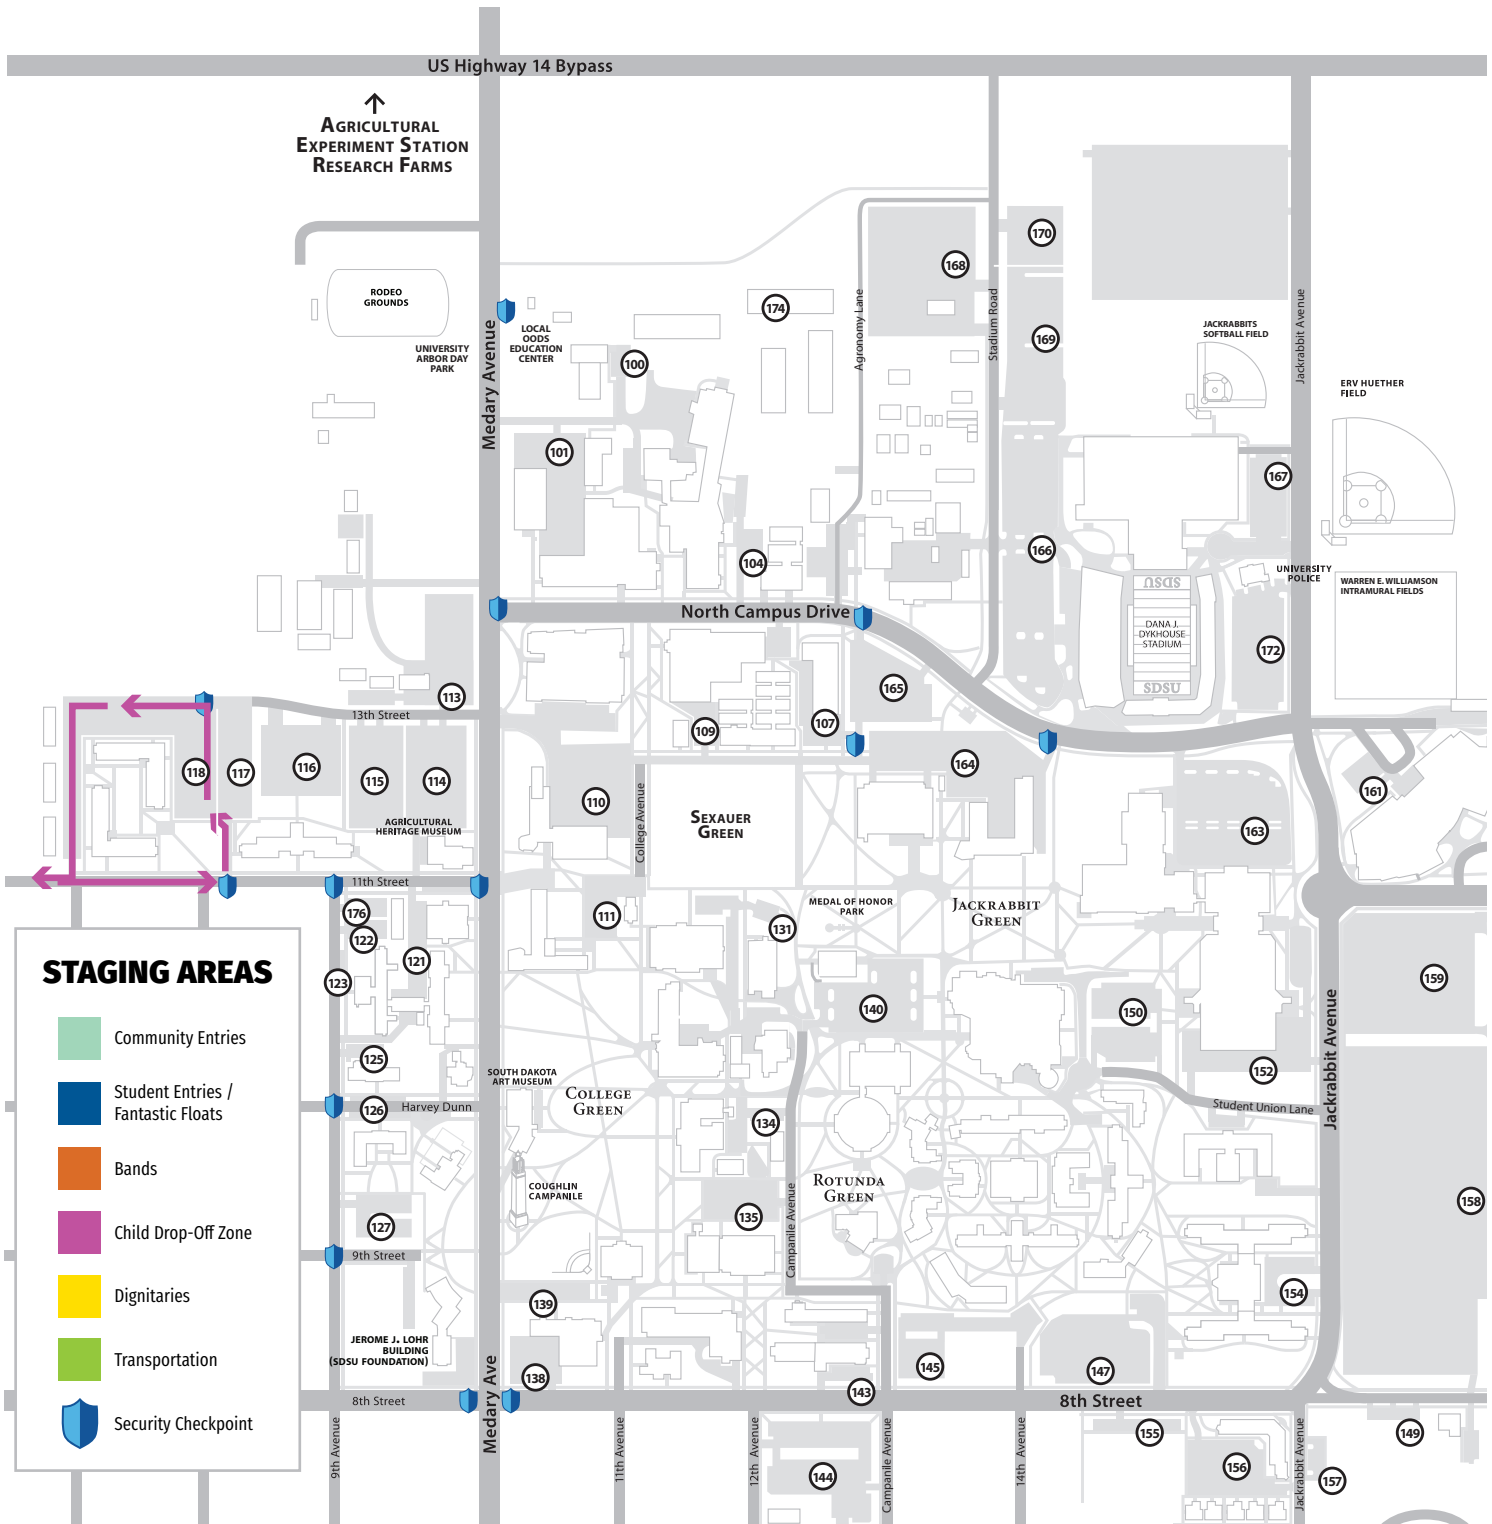 US Highway 14 Bypass
AGRICULTURAL
EXPERIMENT STATION
RESEARCH FARMS
RODEO
GROUNDS
UNIVERSITY
ARBOR DAY
PARK
Medary Avenue
LOCAL
OODS
EDUCATION
CENTER
100
101
174
168
170
169
Agronomy Lane
Stadium Road
Jackrabbit Avenue
JACKRABBITS
SOFTBALL FIELD
ERV HUETHER
FIELD
167
166
104
UNIVERSITY
POLICE
WARREN E. WILLIAMSON
INTRAMURAL FIELDS
SDSU
DANA J.
DYKHOUSE
STADIUM
SDSU
172
North Campus Drive
113
13th Street
165
107
109
118
117
116
115
114
110
164
161
163
AGRICULTURAL
HERITAGE MUSEUM
College Avenue
SEXAUER
GREEN
11th Street
MEDAL OF HONOR
PARK
JACKRABBIT
GREEN
176
122
121
123
111
131
140
150
159
152
125
126
Harvey Dunn
SOUTH DAKOTA
ART MUSEUM
COLLEGE
GREEN
134
Student Union Lane
Jackrabbit Avenue
COUGHLIN
CAMPANILE
ROTUNDA
GREEN
127
135
158
9th Street
Campanile Avenue
139
154
JEROME J. LOHR
BUILDING
(SDSU FOUNDATION)
138
145
147
143
8th Street
8th Street
Medary Ave
9th Avenue
11th Avenue
12th Avenue
Campanile Avenue
14th Avenue
Jackrabbit Avenue
144
155
156
157
149
STAGING AREAS
Community Entries
Student Entries /
Fantastic Floats
Bands
Child Drop-Off Zone
Dignitaries
Transportation
Security Checkpoint